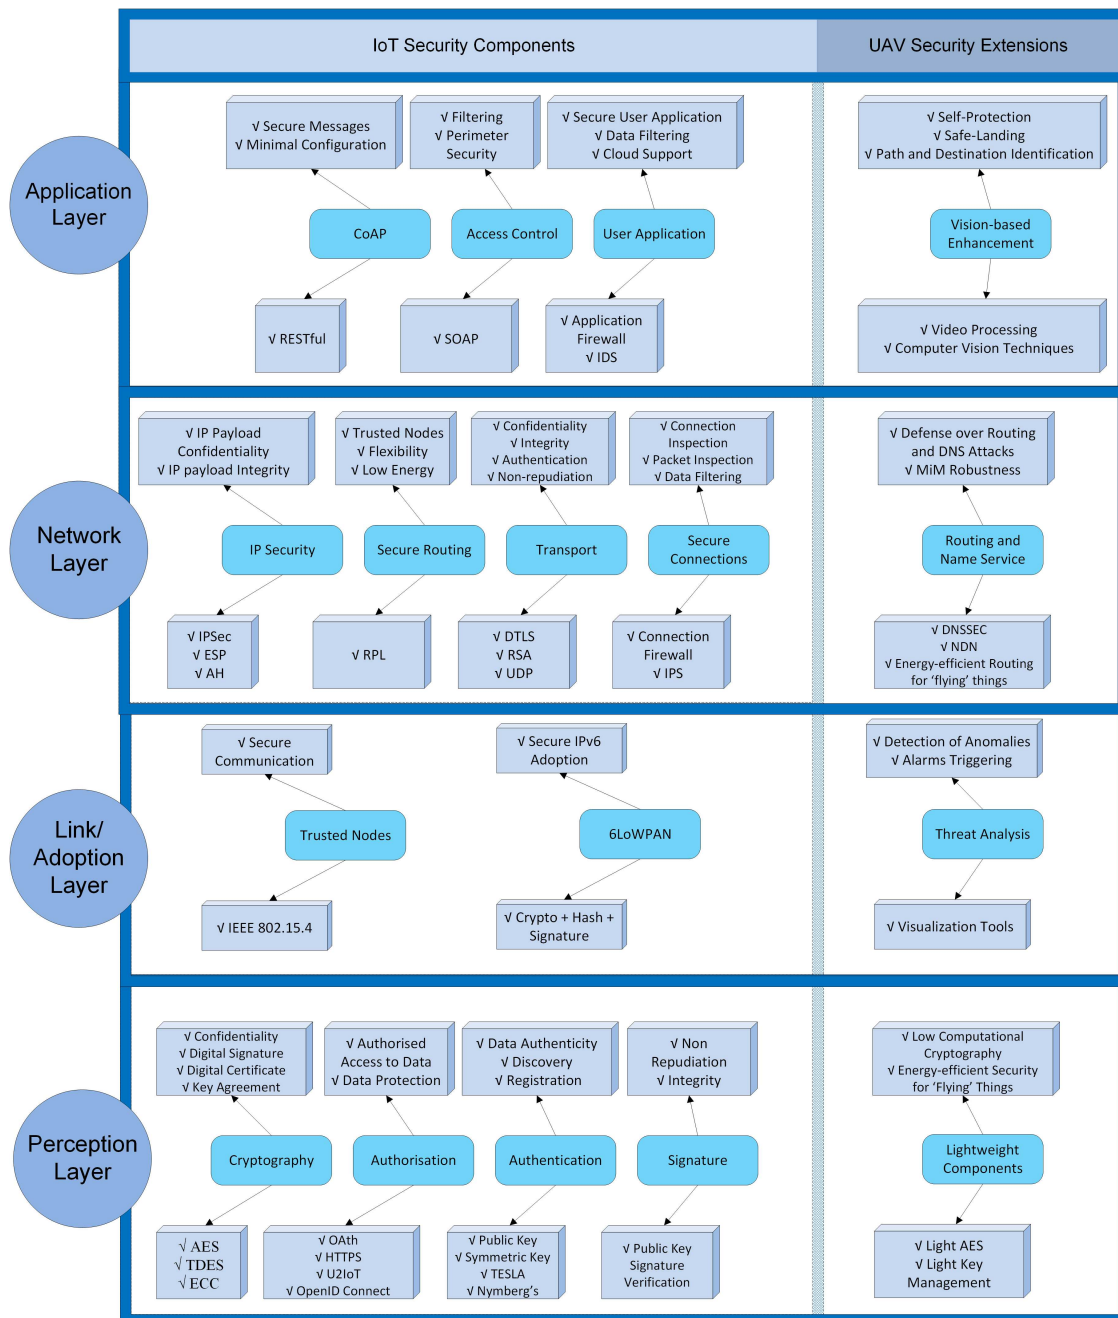 IoT Security Components
UAV Security Extensions
Application
Layer
√ Secure Messages
√ Minimal Configuration
√ Filtering
√ Perimeter
Security
√ Secure User Application
√ Data Filtering
√ Cloud Support
√ Self-Protection
√ Safe-Landing
√ Path and Destination Identification
CoAP
Access Control
User Application
Vision-based
Enhancement
√ RESTful
√ SOAP
√ Application
Firewall
√ IDS
√ Video Processing
√ Computer Vision Techniques
Network
Layer
√ IP Payload
Confidentiality
√ IP payload Integrity
√ Trusted Nodes
√ Flexibility
√ Low Energy
√ Confidentiality
√ Integrity
√ Authentication
√ Non-repudiation
√ Connection
Inspection
√ Packet Inspection
√ Data Filtering
√ Defense over Routing
and DNS Attacks
√ MiM Robustness
IP Security
Secure Routing
Transport
Secure
Connections
Routing and
Name Service
√ IPSec
√ ESP
√ AH
√ RPL
√ DTLS
√ RSA
√ UDP
√ Connection
Firewall
√ IPS
√ DNSSEC
√ NDN
√ Energy-efficient Routing
for ‘flying’ things
Link/
Adoption
Layer
√ Secure
Communication
√ Secure IPv6
Adoption
√ Detection of Anomalies
√ Alarms Triggering
Trusted Nodes
6LoWPAN
Threat Analysis
√ IEEE 802.15.4
√ Crypto + Hash +
Signature
√ Visualization Tools
Perception
Layer
√ Confidentiality
√ Digital Signature
√ Digital Certificate
√ Key Agreement
√ Authorised
Access to Data
√ Data Protection
√ Data Authenticity
√ Discovery
√ Registration
√ Non
Repudiation
√ Integrity
√ Low Computational
Cryptography
√ Energy-efficient Security
for ‘Flying’ Things
Cryptography
Authorisation
Authentication
Signature
Lightweight
Components
√ AES
√ TDES
√ ECC
√ OAth
√ HTTPS
√ U2IoT
√ OpenID Connect
√ Public Key
√ Symmetric Key
√ TESLA
√ Nymberg’s
√ Public Key
Signature
Verification
√ Light AES
√ Light Key
Management